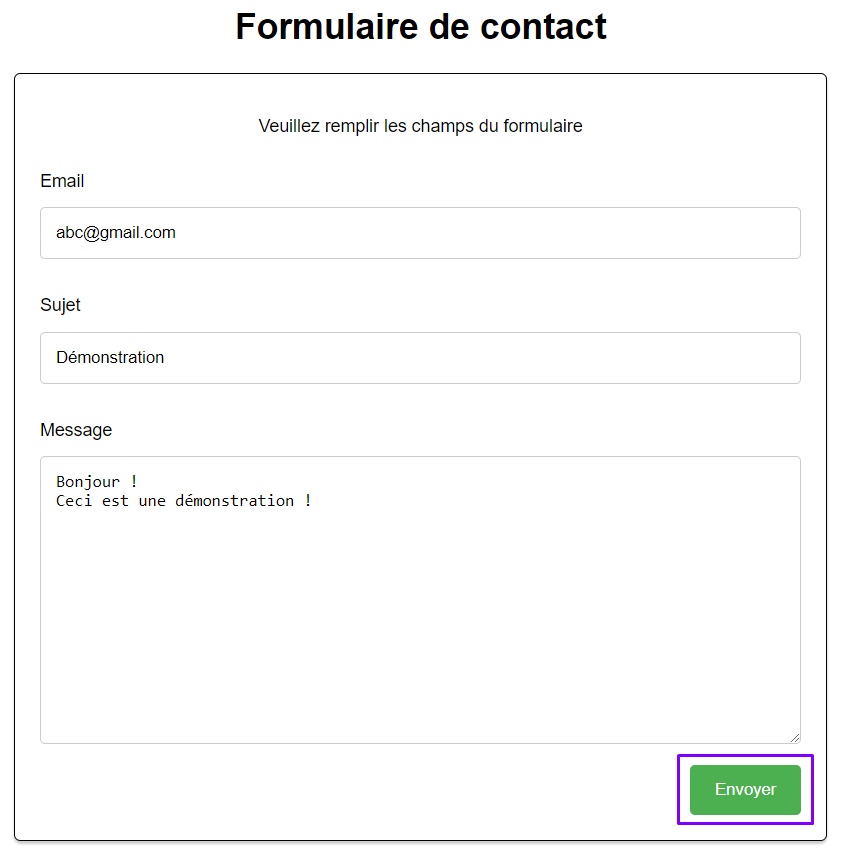 Formulaire de contact
Veuillez remplir les champs du formulaire
Email
abc@gmail.com
Sujet
Démonstration
Message
Bonjour !
Ceci est une démonstration !
Envoyer